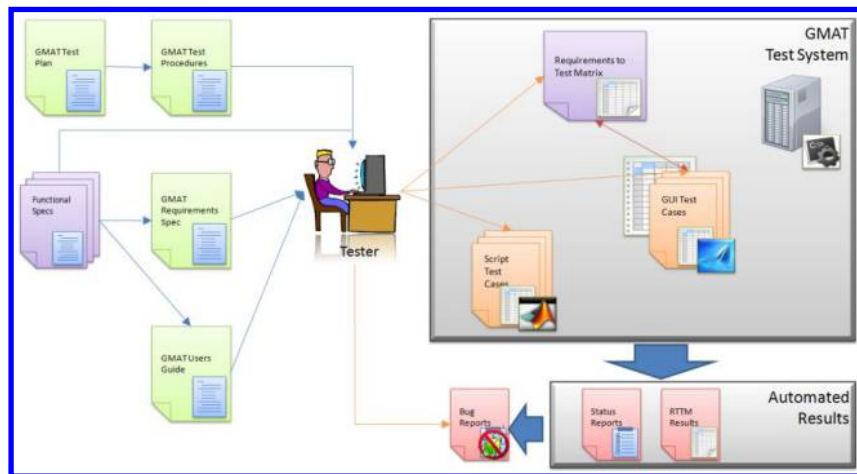 GMAT Test
Plan
GMAT Test
Procedures
GMAT
Test System
Requirements to
Test Matrix
Functional
Specs
GMAT
Requirements
Spec
Tester
GUI Test
Cases
Script
Test
Cases
GMAT Users
Guide
Bug
Reports
Status
Reports
RTTM
Results
Automated
Results